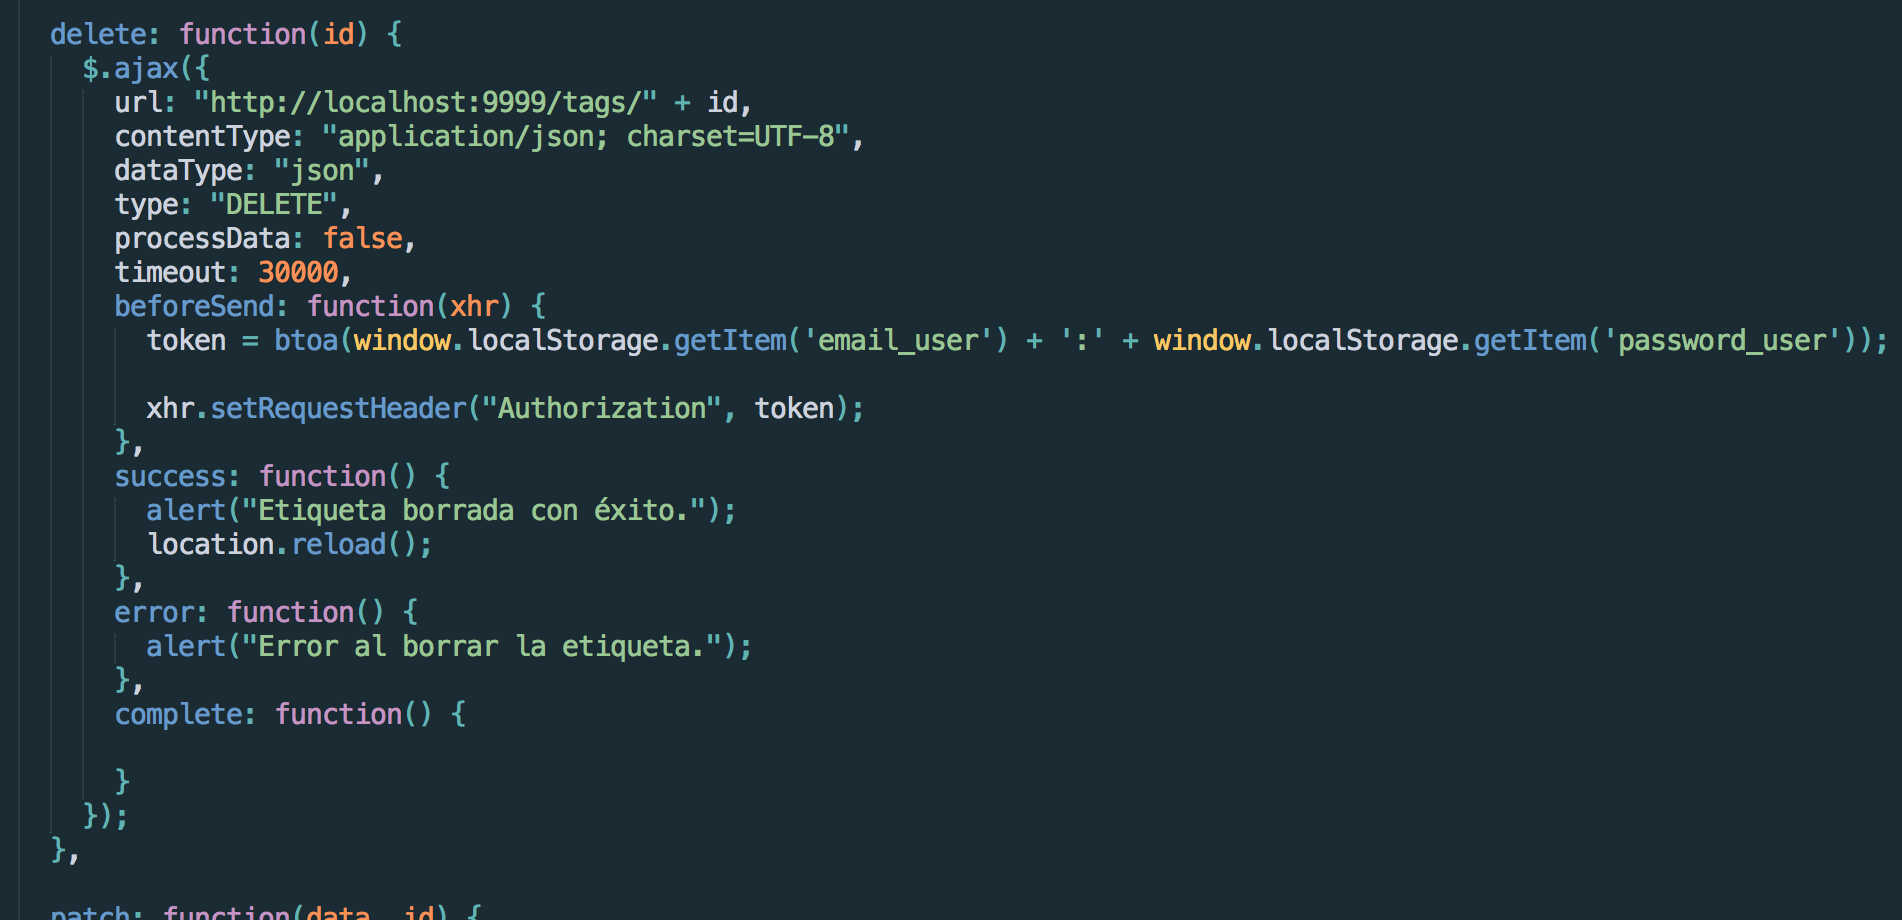 delete: function(id) {
$.ajax({
url: "http://localhost:9999/tags/" + id,
contentType: "application/json; charset=UTF-8",
dataType: "json",
type: "DELETE",
processData: false,
timeout: 30000,
beforeSend: function(xhr) {
token = btoa(window.localStorage.getItem('email_user') + ':' + window.localStorage.getItem('password_user'));
xhr.setRequestHeader("Authorization", token);
},
success: function() {
alert("Etiqueta borrada con éxito.");
location.reload();
},
error: function() {
alert("Error al borrar la etiqueta.");
},
complete: function() {
}
});
},
patch: function(data, id) {